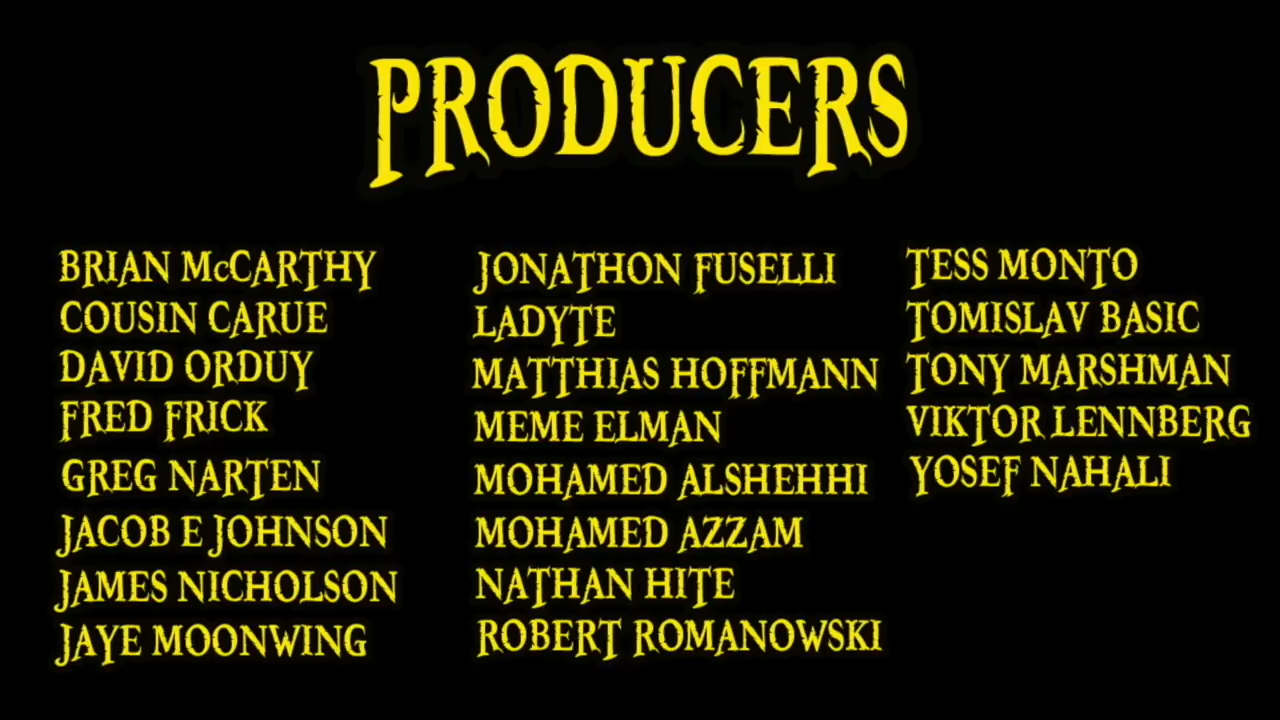 PRODUCERS
BRIAN McCARTHY
COUSIN CARUE
DAVID ORDUY
FRED FRICK
GREG NARTEN
JACOB E JOHNSON
JAMES NICHOLSON
JAYE MOONWING
JONATHON FUSELLI
LADYTE
MATTHIAS HOFFMANN
MEME ELMAN
MOHAMED ALSHEHHI
MOHAMED AZZAM
NATHAN HITE
ROBERT ROMANOWSKI
TESS MONTO
TOMISLAV BASIC
TONY MARSHMAN
VIKTOR LENNBERG
YOSEF NAHALI